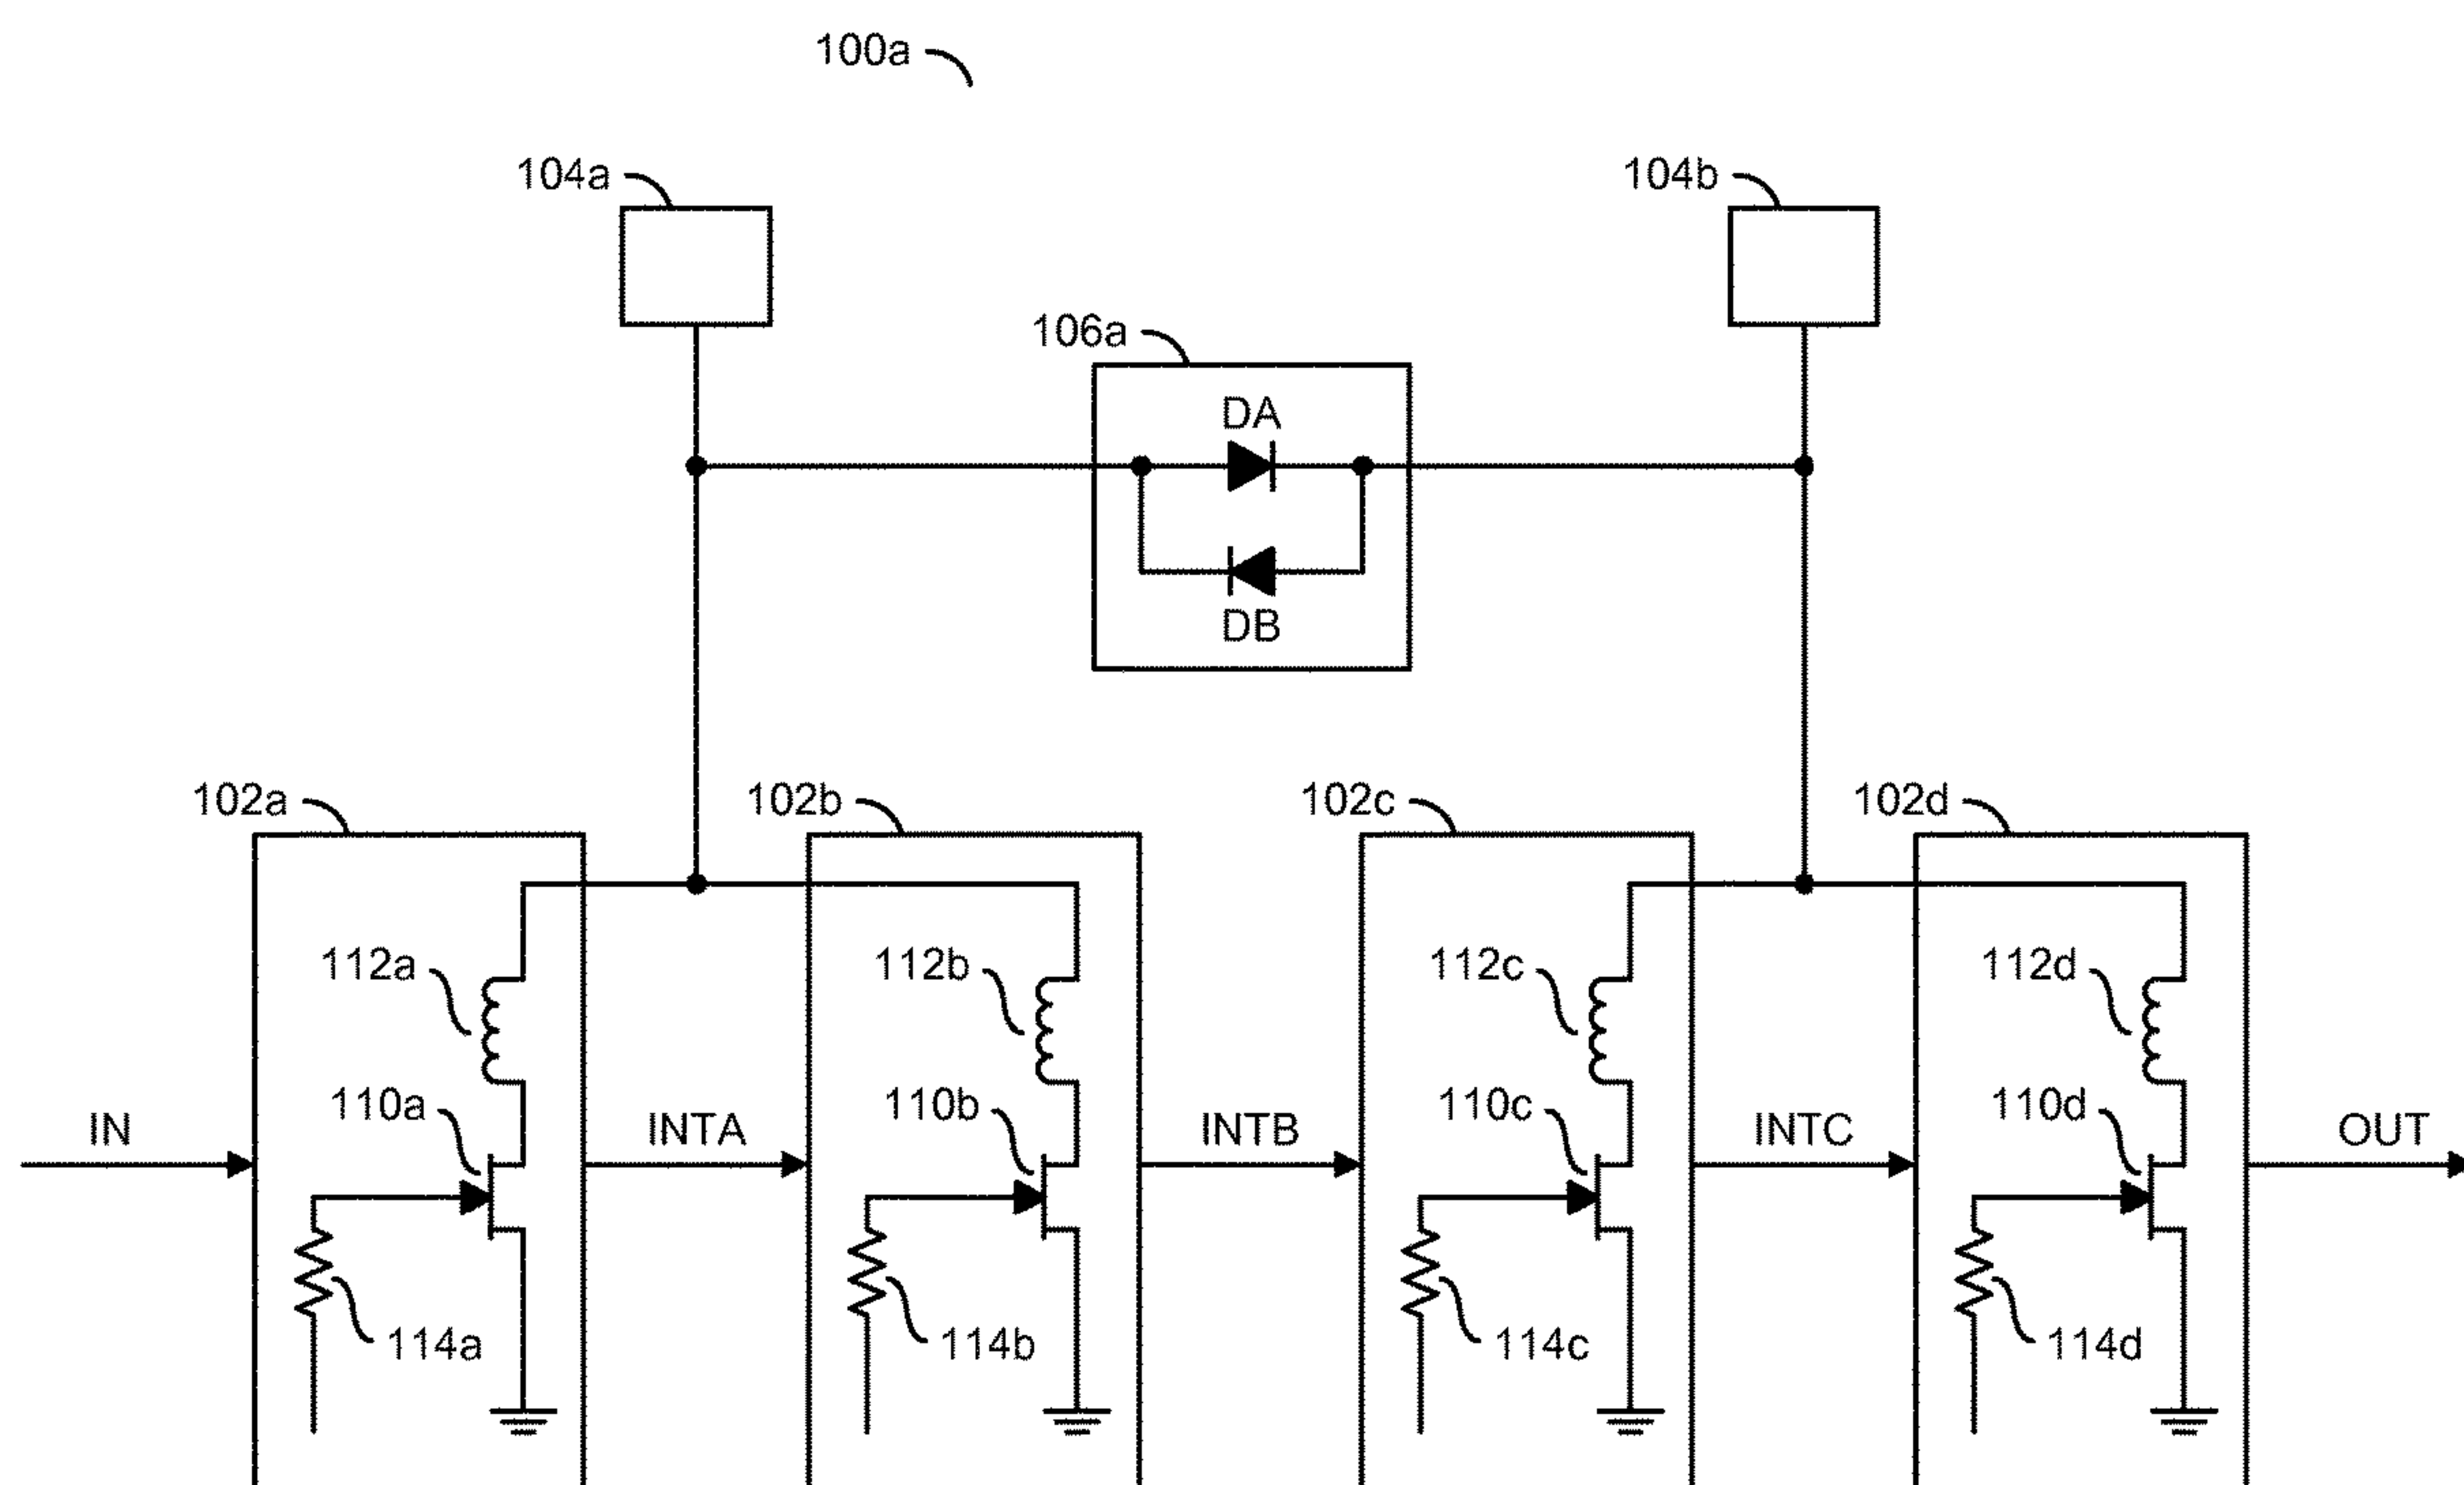 100a
104a
104b
106a
DA
DB
102a
102b
102c
102d
112a
112b
112c
112d
110a
110b
110c
110d
IN
INTA
INTB
INTC
OUT
114a
114b
114c
114d